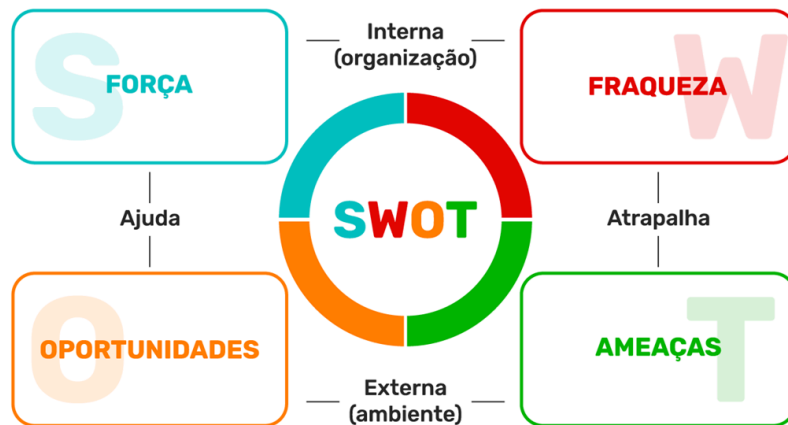 S
FORÇA
Interna
(organização)
W
FRAQUEZA
Ajuda
SWOT
Atrapalha
O
OPORTUNIDADES
Externa
(ambiente)
T
AMEAÇAS